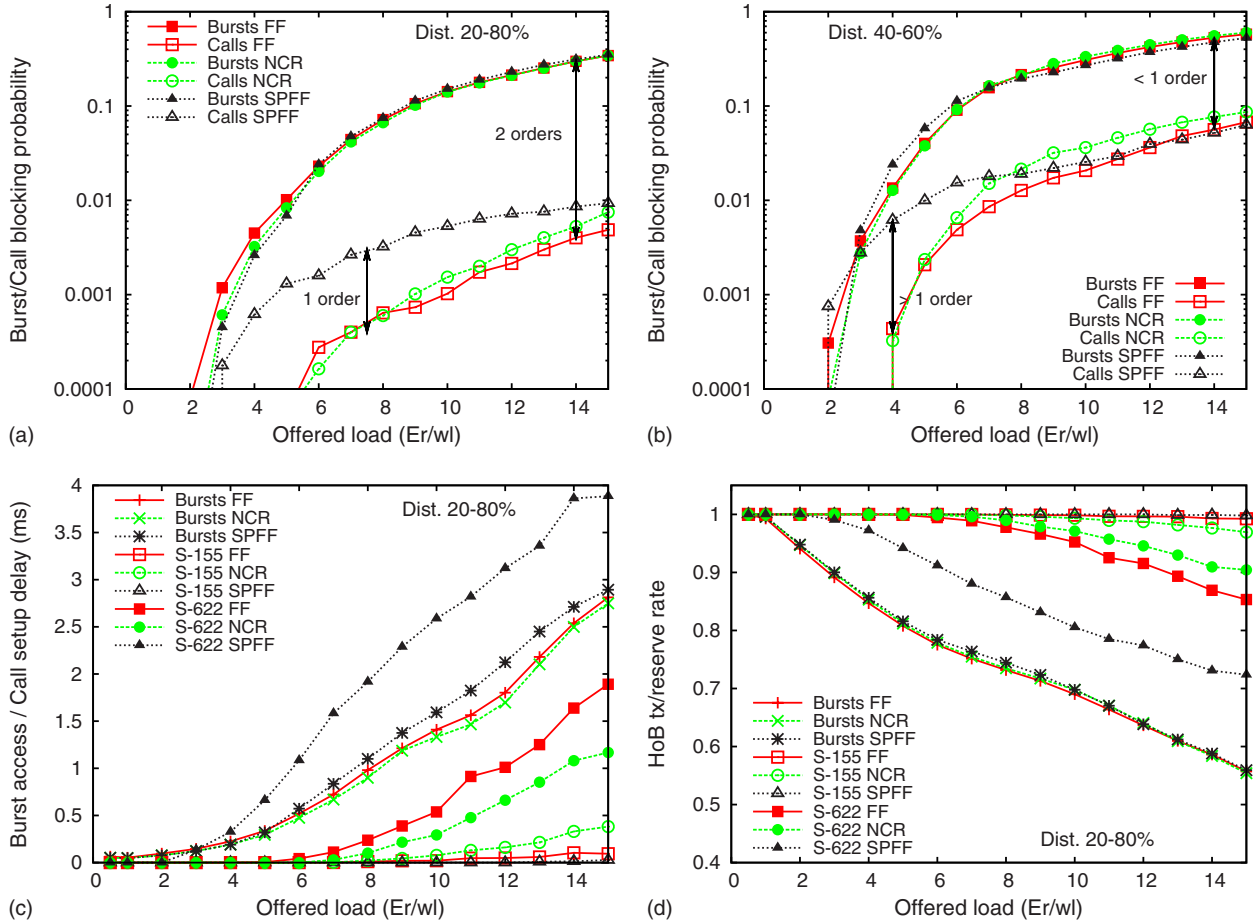 Burst/Call blocking probability
1
0.1
0.01
0.001
0.0001
Bursts FF
Calls FF
Bursts NCR
Calls NCR
Bursts SPFF
Calls SPFF
Dist. 20-80%
2 orders
1 order
0 2 4 6 8 10 12 14
(a)
Offered load (Er/wl)
Burst/Call blocking probability
1
0.1
0.01
0.001
0.0001
Dist. 40-60%
< 1 order
> 1 order
Bursts FF
Calls FF
Bursts NCR
Calls NCR
Bursts SPFF
Calls SPFF
0 2 4 6 8 10 12 14
(b)
Offered load (Er/wl)
Burst access / Call setup delay (ms)
4
3.5
3
2.5
2
1.5
1
0.5
0
Bursts FF
Bursts NCR
Bursts SPFF
S-155 FF
S-155 NCR
S-155 SPFF
S-622 FF
S-622 NCR
S-622 SPFF
Dist. 20-80%
0 2 4 6 8 10 12 14
(c)
Offered load (Er/wl)
HoB tx/reserve rate
1
0.9
0.8
0.7
0.6
0.5
0.4
Bursts FF
Bursts NCR
Bursts SPFF
S-155 FF
S-155 NCR
S-155 SPFF
S-622 FF
S-622 NCR
S-622 SPFF
Dist. 20-80%
0 2 4 6 8 10 12 14
(d)
Offered load (Er/wl)